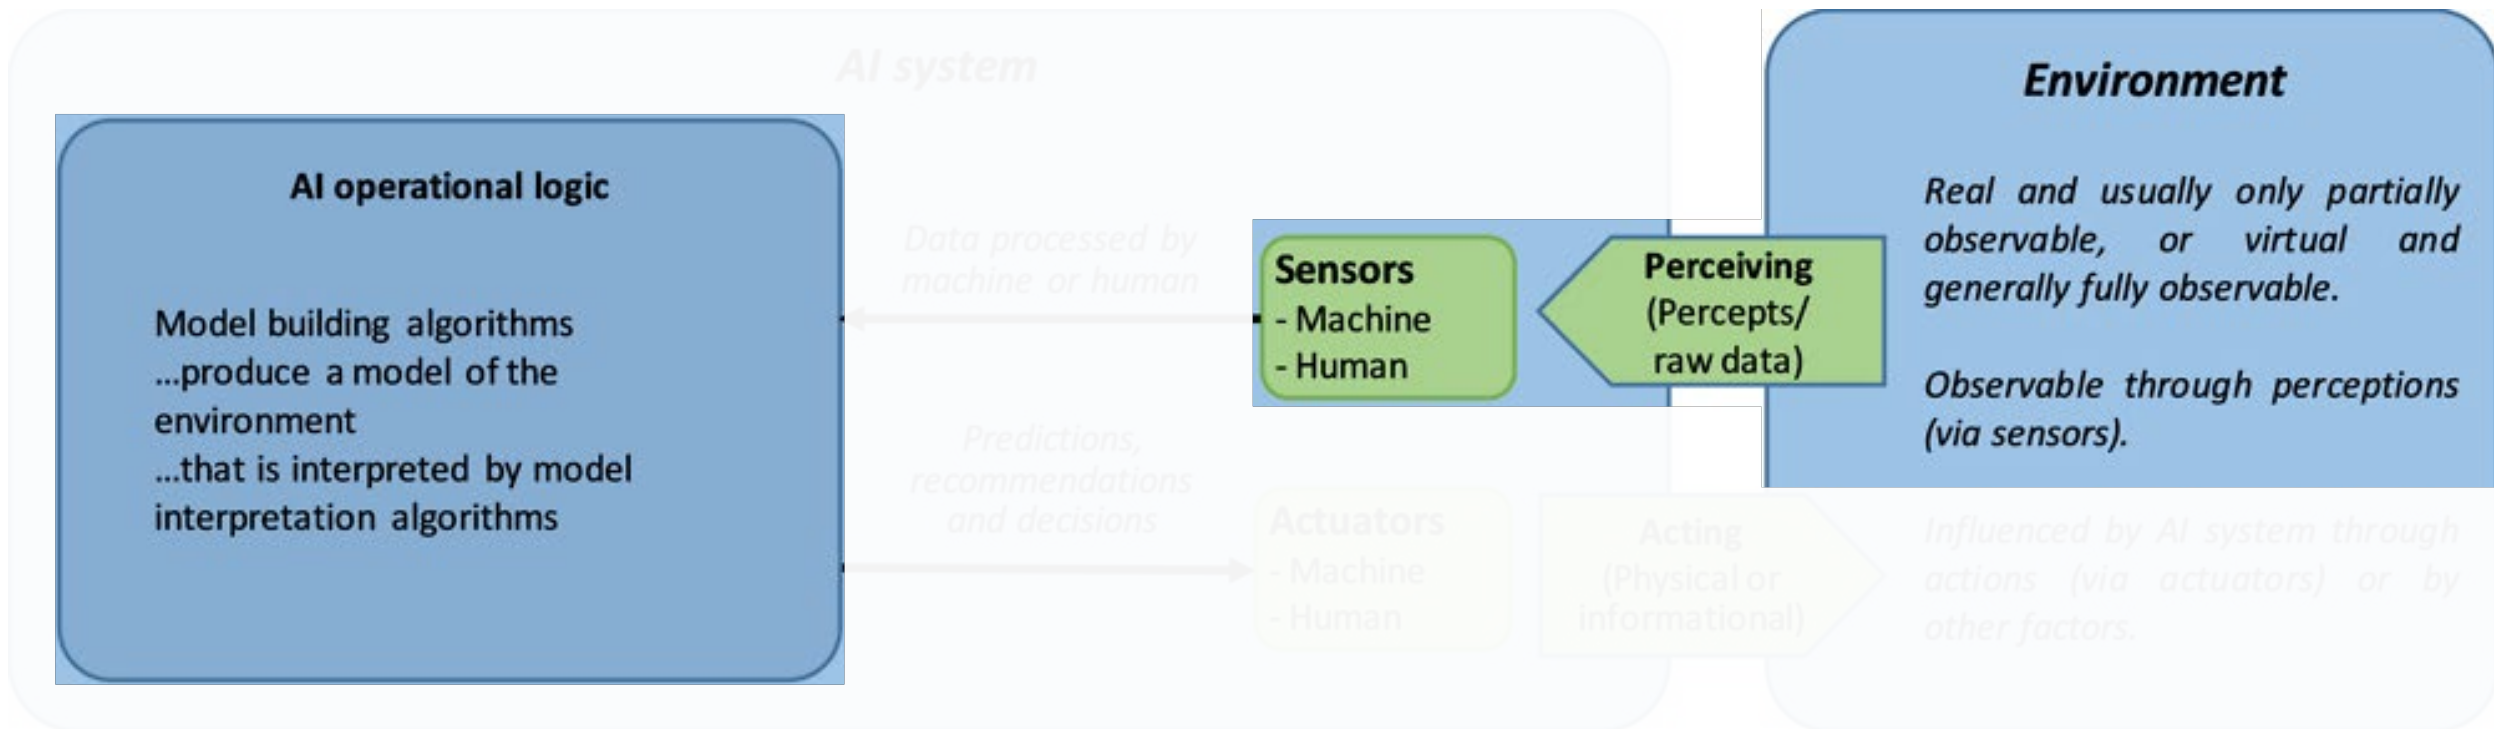 AI system
AI operational logic
Model building algorithms
...produce a model of the
environment
...that is interpreted by model
interpretation algorithms
Data processed by
machine or human
Predictions,
recommendations
and decisions
Sensors
- Machine
- Human
Perceiving
(Percepts/
raw data)
Actuators
- Machine
- Human
Acting
(Physical or
informational)
Environment
Real and usually only partially
observable, or virtual and
generally fully observable.
Observable through perceptions
(via sensors).
Influenced by AI system through
actions (via actuators) or by
other factors.